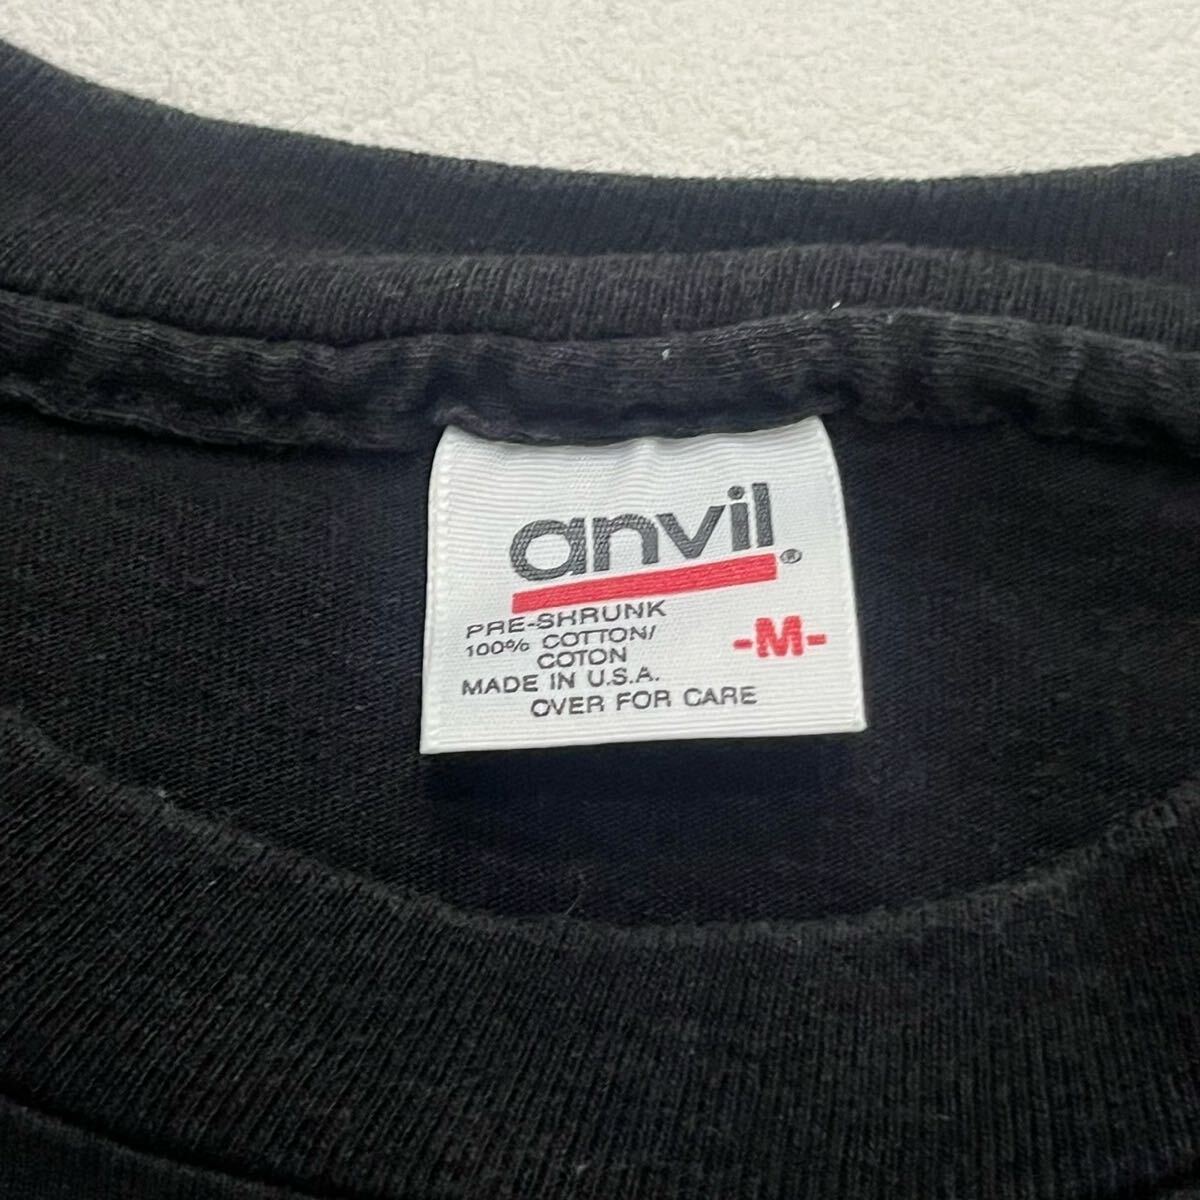 anvil®
PRE-SHRUNK
100% COTTON/
COTON
-M-
MADE IN U.S.A.
OVER FOR CARE